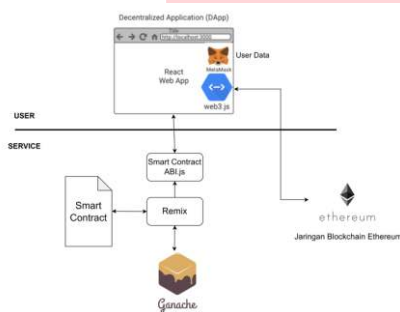 Decentralized Application (DApp)
Title
http://localhost:3000
User Data
MetaMask
React
Web App
web3.js
USER
SERVICE
Smart Contract
ABI.js
Smart
Contract
Remix
ethereum
Jaringan Blockchain Ethereum
Ganache